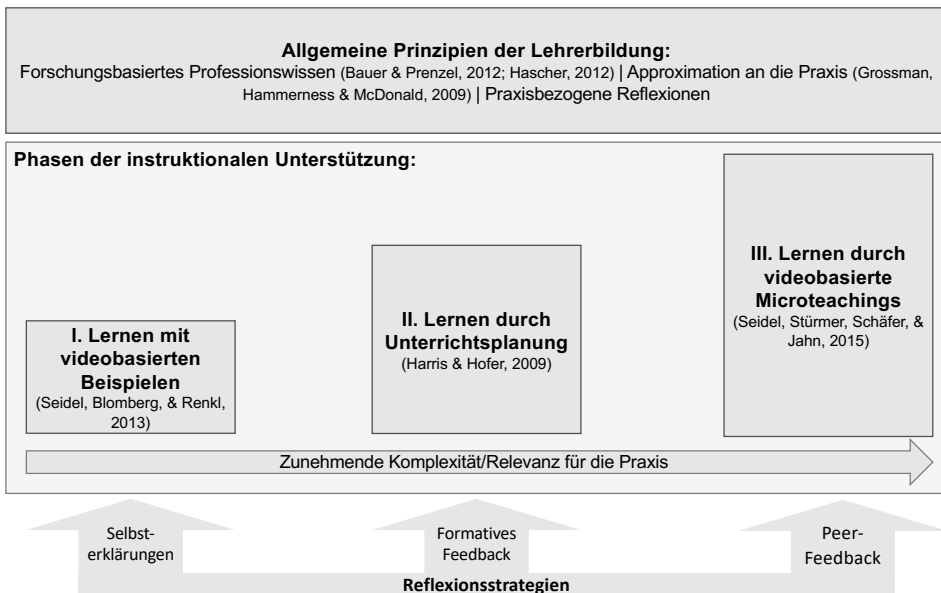 Allgemeine Prinzipien der Lehrerbildung:
Forschungsbasiertes Professionswissen (Bauer & Prenzel, 2012; Hascher, 2012) | Approximation an die Praxis (Grossman,
Hammerness & McDonald, 2009) | Praxisbezogene Reflexionen
Phasen der instruktionalen Unterstützung:
I. Lernen mit
videobasierten
Beispielen
(Seidel, Blomberg, & Renkl,
2013)
II. Lernen durch
Unterrichtsplanung
(Harris & Hofer, 2009)
III. Lernen durch
videobasierte
Microteachings
(Seidel, Stürmer, Schäfer, &
Jahn, 2015)
Zunehmende Komplexität/Relevanz für die Praxis
Selbst-
erklärungen
Formatives
Feedback
Peer-
Feedback
Reflexionsstrategien